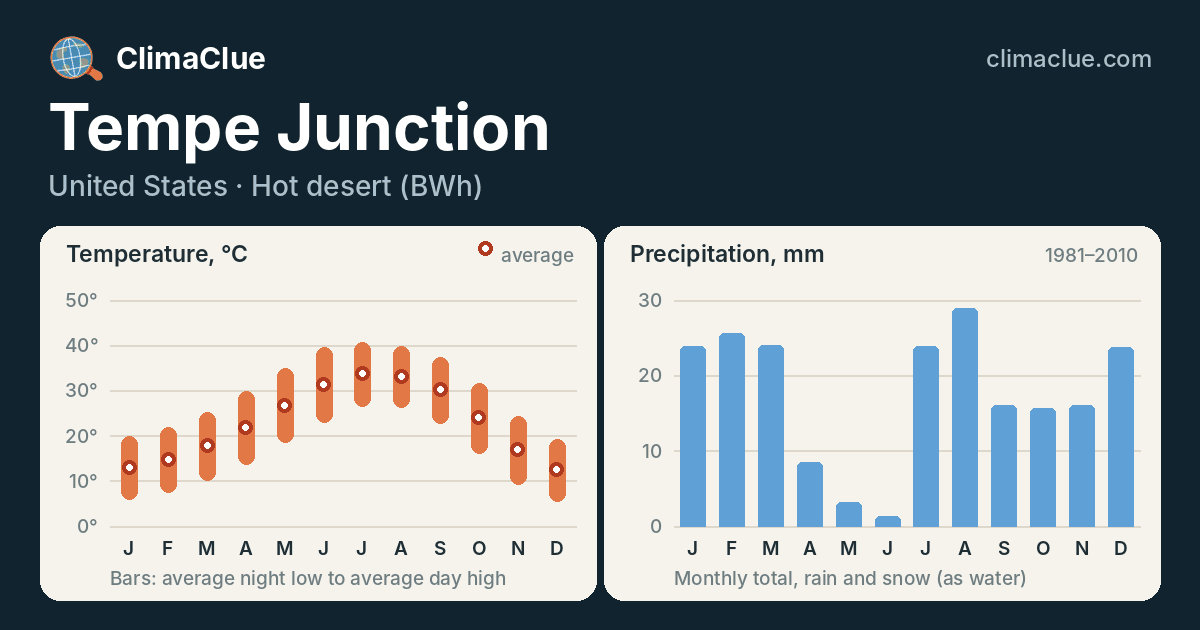 ClimaClue
climaclue.com
Tempe Junction
United States · Hot desert (BWh)
Temperature, °C
average
50°
40°
30°
20°
10°
0°
J F M A M J J A S O N D
Bars: average night low to average day high
Precipitation, mm
1981–2010
30
20
10
0
J F M A M J J A S O N D
Monthly total, rain and snow (as water)